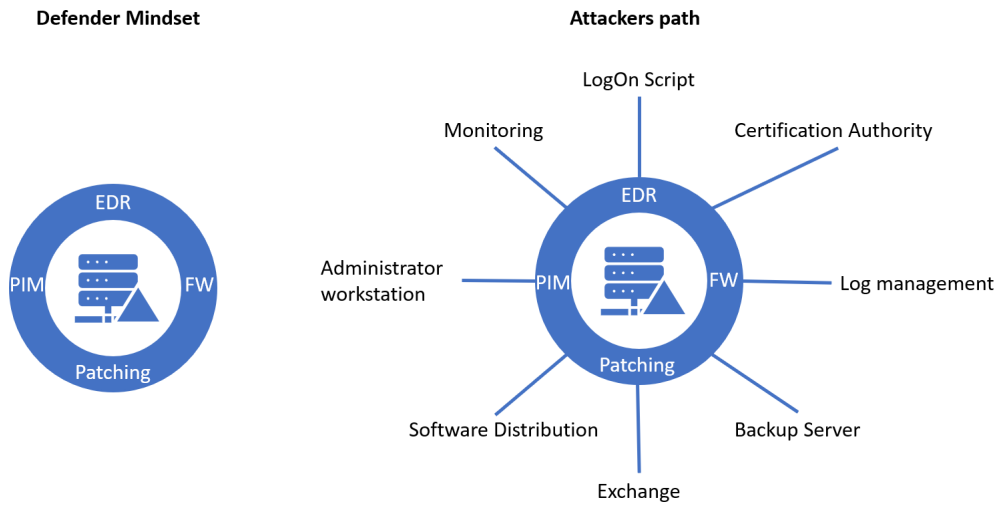 Defender Mindset
EDR
PIM
FW
Patching
Attackers path
LogOn Script
Monitoring
Certification Authority
EDR
Administrator
workstation
PIM
FW
Log management
Patching
Software Distribution
Backup Server
Exchange